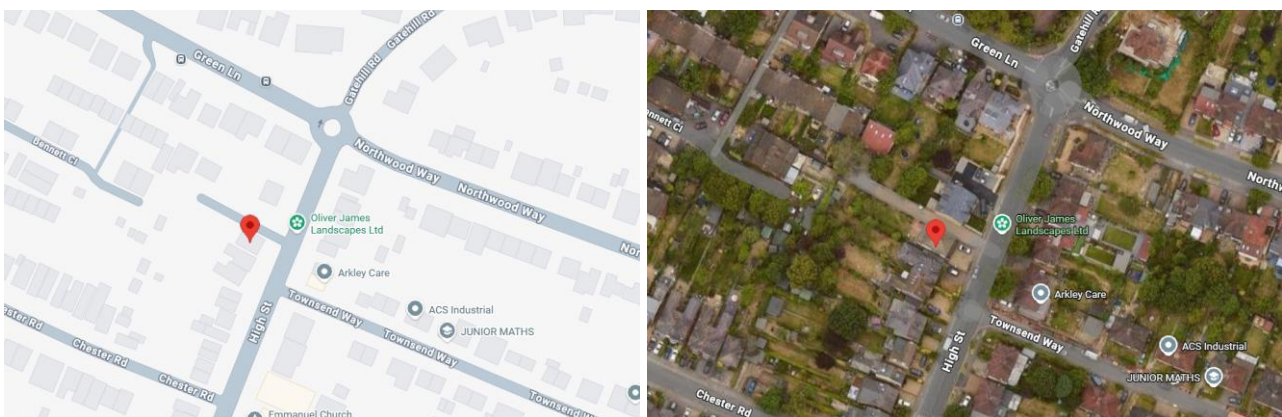 Green Ln
Gatehill Rd
Gatehill Rd
Northwood Way
Northwood Way
Bennett Cl
Oliver James
Landscapes Ltd
Arkley Care
ACS Industrial
JUNIOR MATHS
Townsend Way
Townsend Way
High St
Chester Rd
Chester Rd
Emmanuel Church
Green Ln
Gatehill Rd
Northwood Way
Bennett Cl
Oliver James
Landscapes Ltd
Arkley Care
High St
Townsend Way
ACS Industrial
JUNIOR MATHS
Chester Rd